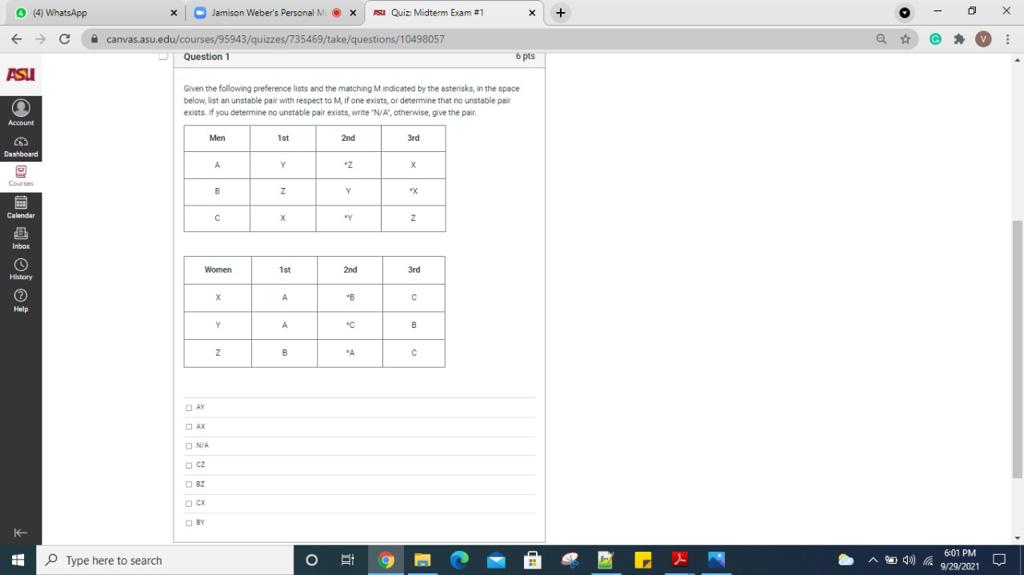 (4) WhatsApp
Jamison Weber's Personal M
ASU Quiz: Midterm Exam #1
canvas.asu.edu/courses/95943/quizzes/735469/take/questions/10498057
V
ASU
Account
Dashboard
Courses
Calendar
Inbox
History
Help
Question 1 6 pts
Given the following preference lists and the matching M indicated by the asterisks, in the space
below, list an unstable pair with respect to M, if one exists, or determine that no unstable pair
exists. If you determine no unstable pair exists, write "N/A", otherwise, give the pair.
Men 1st 2nd 3rd
A Y *Z X
B Z Y *X
C X *Y Z
Women 1st 2nd 3rd
X A *B C
Y A *C B
Z B *A C
AY
AX
N/A
CZ
BZ
CX
BY
Type here to search
6:01 PM
9/29/2021